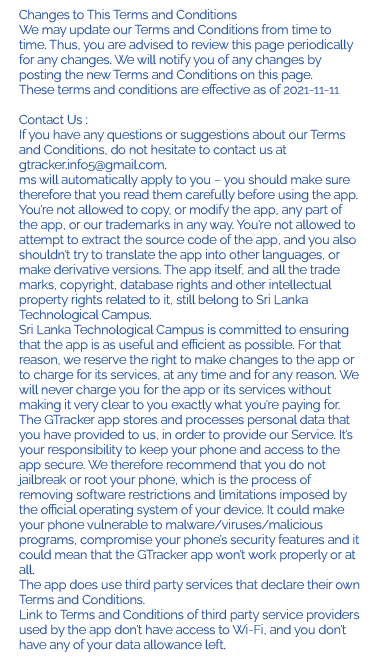 Changes to This Terms and Conditions
We may update our Terms and Conditions from time to
time. Thus, you are advised to review this page periodically
for any changes. We will notify you of any changes by
posting the new Terms and Conditions on this page.
These terms and conditions are effective as of 2021-11-11
Contact Us :
If you have any questions or suggestions about our Terms
and Conditions, do not hesitate to contact us at
gtracker.info5@gmail.com.
ms will automatically apply to you – you should make sure
therefore that you read them carefully before using the app.
You're not allowed to copy, or modify the app, any part of
the app, or our trademarks in any way. You're not allowed to
attempt to extract the source code of the app, and you also
shouldn't try to translate the app into other languages, or
make derivative versions. The app itself, and all the trade
marks, copyright, database rights and other intellectual
property rights related to it, still belong to Sri Lanka
Technological Campus.
Sri Lanka Technological Campus is committed to ensuring
that the app is as useful and efficient as possible. For that
reason, we reserve the right to make changes to the app or
to charge for its services, at any time and for any reason. We
will never charge you for the app or its services without
making it very clear to you exactly what you're paying for.
The GTracker app stores and processes personal data that
you have provided to us, in order to provide our Service. It's
your responsibility to keep your phone and access to the
app secure. We therefore recommend that you do not
jailbreak or root your phone, which is the process of
removing software restrictions and limitations imposed by
the official operating system of your device. It could make
your phone vulnerable to malware/viruses/malicious
programs, compromise your phone's security features and it
could mean that the GTracker app won't work properly or at
all.
The app does use third party services that declare their own
Terms and Conditions.
Link to Terms and Conditions of third party service providers
used by the app don't have access to Wi-Fi, and you don't
have any of your data allowance left.